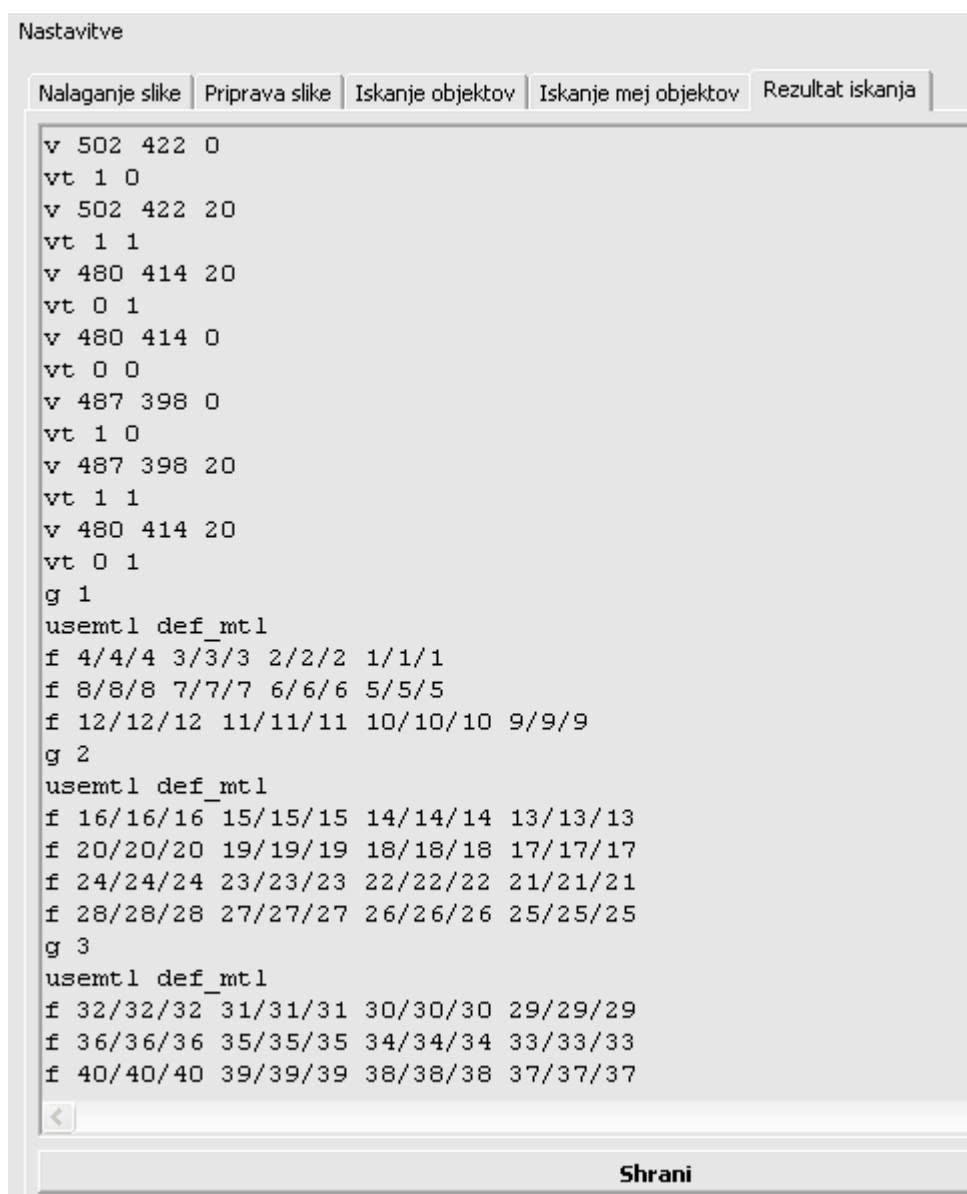 Nastavitve
Nalaganje slike Priprava slike Iskanje objektov Iskanje mej objektov Rezultat iskanja
v 502 422 0
vt 1 0
v 502 422 20
vt 1 1
v 480 414 20
vt 0 1
v 480 414 0
vt 0 0
v 487 398 0
vt 1 0
v 487 398 20
vt 1 1
v 480 414 20
vt 0 1
g 1
usemtl def_mtl
f 4/4/4 3/3/3 2/2/2 1/1/1
f 8/8/8 7/7/7 6/6/6 5/5/5
f 12/12/12 11/11/11 10/10/10 9/9/9
g 2
usemtl def_mtl
f 16/16/16 15/15/15 14/14/14 13/13/13
f 20/20/20 19/19/19 18/18/18 17/17/17
f 24/24/24 23/23/23 22/22/22 21/21/21
f 28/28/28 27/27/27 26/26/26 25/25/25
g 3
usemtl def_mtl
f 32/32/32 31/31/31 30/30/30 29/29/29
f 36/36/36 35/35/35 34/34/34 33/33/33
f 40/40/40 39/39/39 38/38/38 37/37/37
Shrani